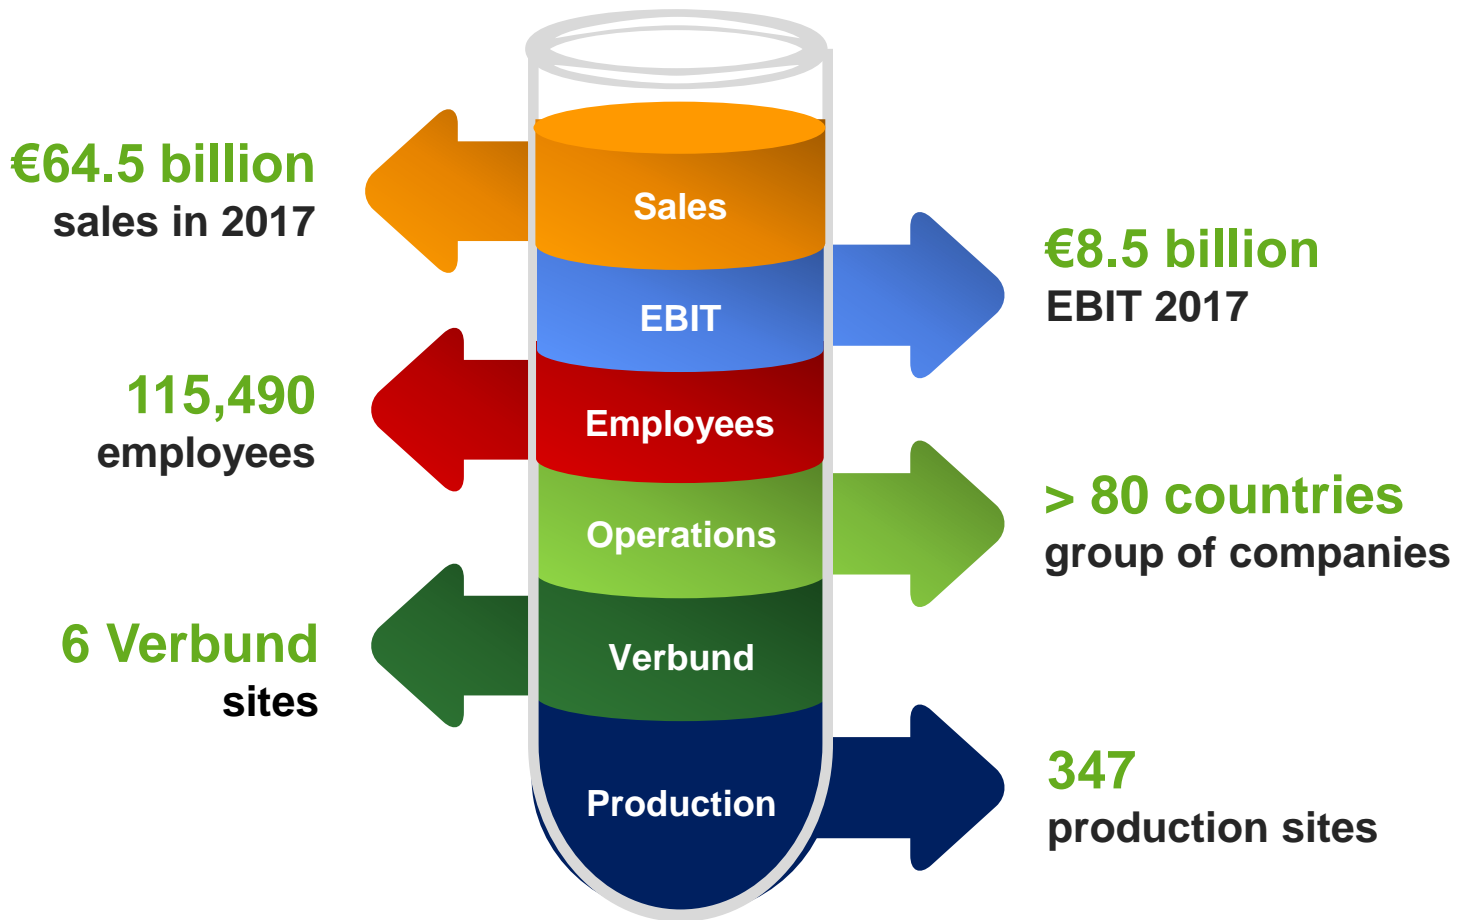 €64.5 billion
sales in 2017
Sales
€8.5 billion
EBIT 2017
EBIT
115,490
employees
Employees
> 80 countries
group of companies
Operations
6 Verbund
sites
Verbund
347
production sites
Production